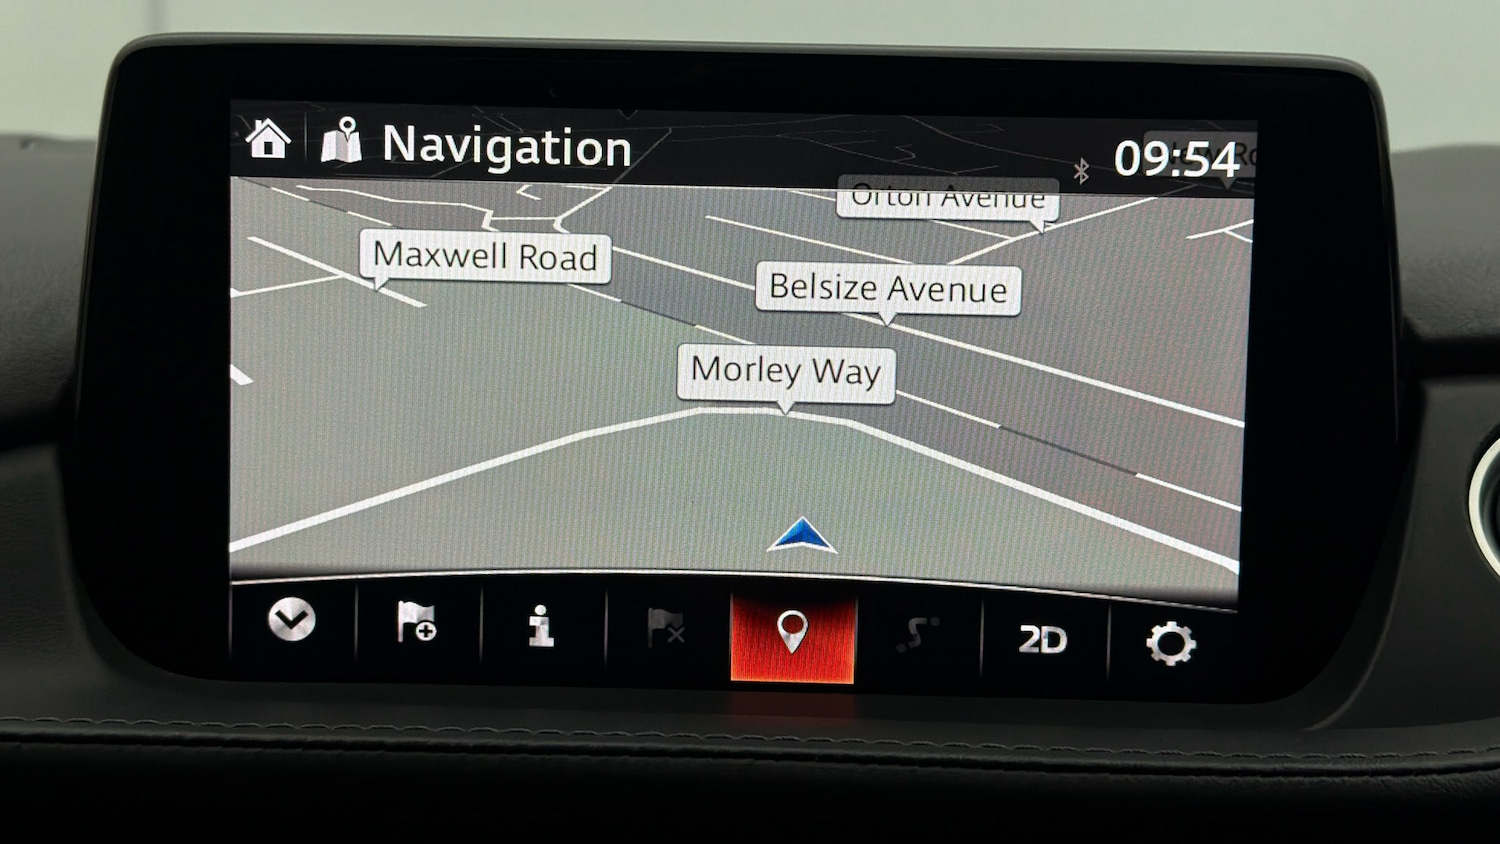 Navigation
09:54
Orton Avenue
Maxwell Road
Belsize Avenue
Morley Way
2D